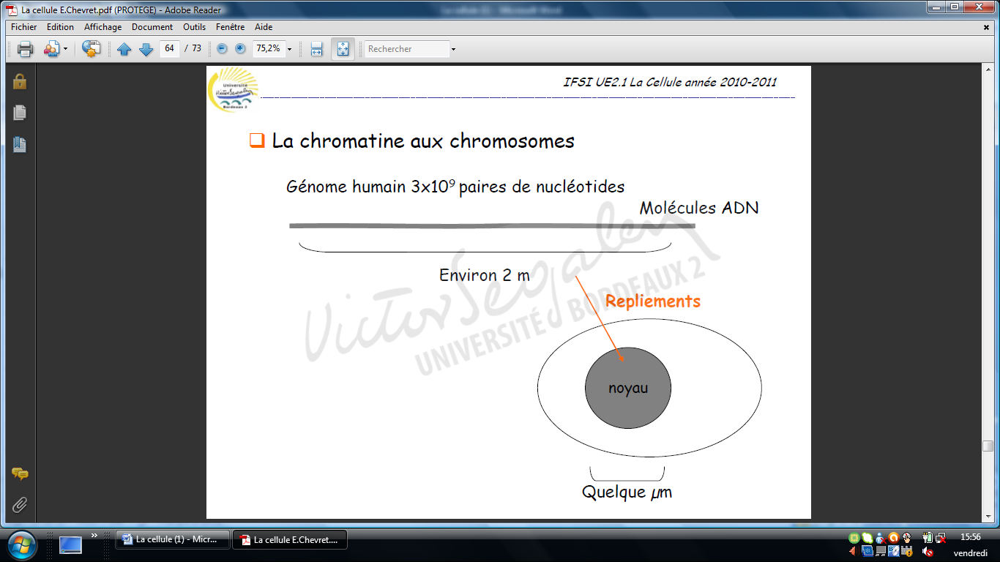 La cellule E.Chevret.pdf (PROTEGE) - Adobe Reader
Fichier Edition Affichage Document Outils Fenêtre Aide
64 / 73 75,2% Rechercher
Université
Victor Segalen
Bordeaux 2
IFSI UE2.1 La Cellule année 2010-2011
La chromatine aux chromosomes
Génome humain 3x10⁹ paires de nucléotides
Molécules ADN
Environ 2 m
Repliements
Victor Segalen
UNIVERSITÉ BORDEAUX 2
noyau
Quelque µm
La cellule (1) - Micr... La cellule E.Chevret.... 15:56
vendredi